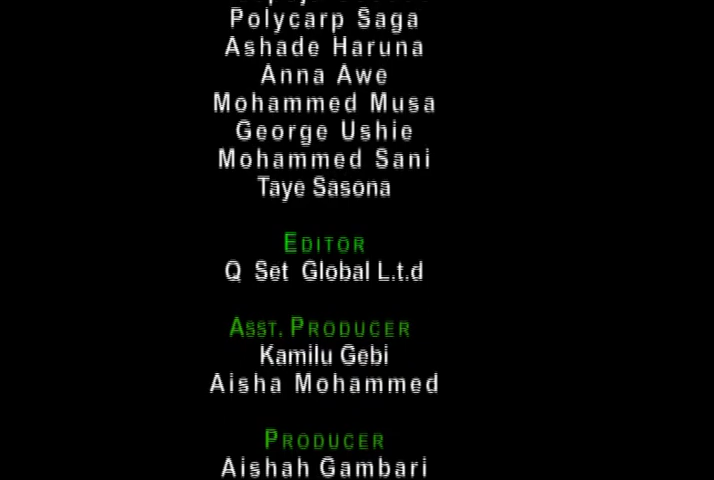 Polycarp Saga
Ashade Haruna
Anna Awe
Mohammed Musa
George Ushie
Mohammed Sani
Taye Sasona
EDITOR
Q Set Global L.t.d
ASST. PRODUCER
Kamilu Gebi
Aisha Mohammed
PRODUCER
Aishah Gambari